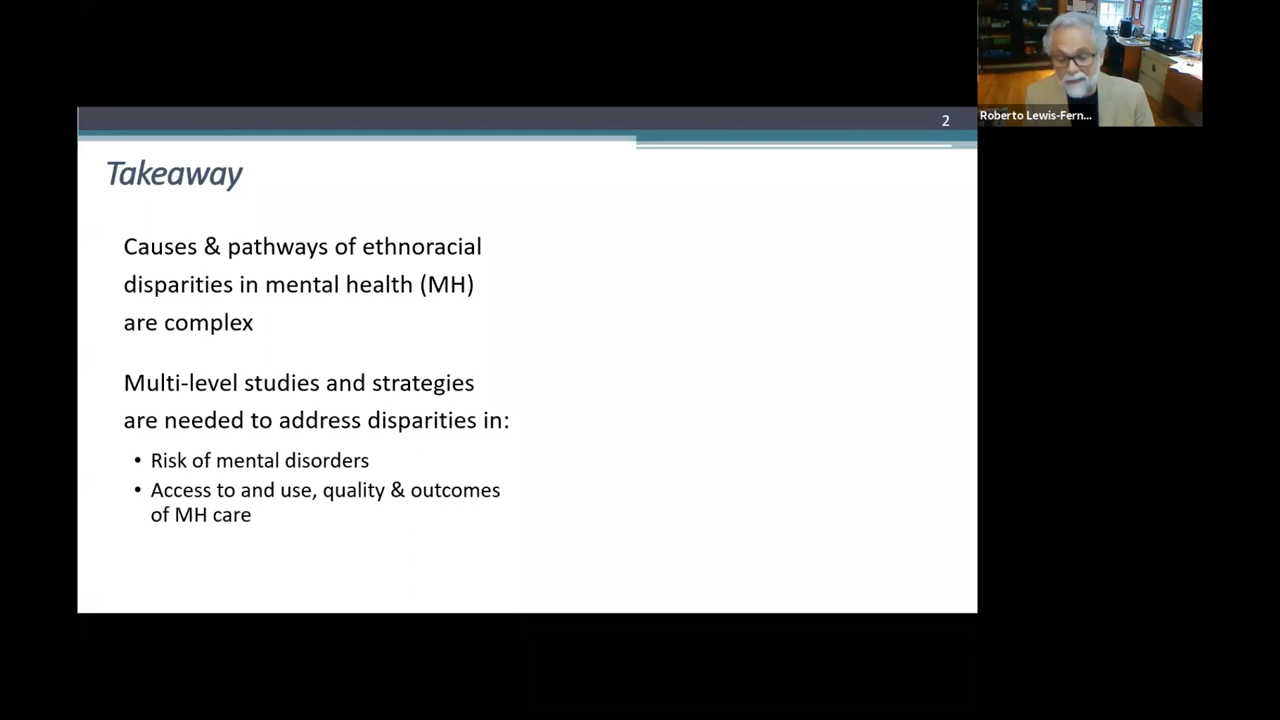 2
Roberto Lewis-Fern...
Takeaway
Causes & pathways of ethnoracial
disparities in mental health (MH)
are complex
Multi-level studies and strategies
are needed to address disparities in:
• Risk of mental disorders
• Access to and use, quality & outcomes
of MH care